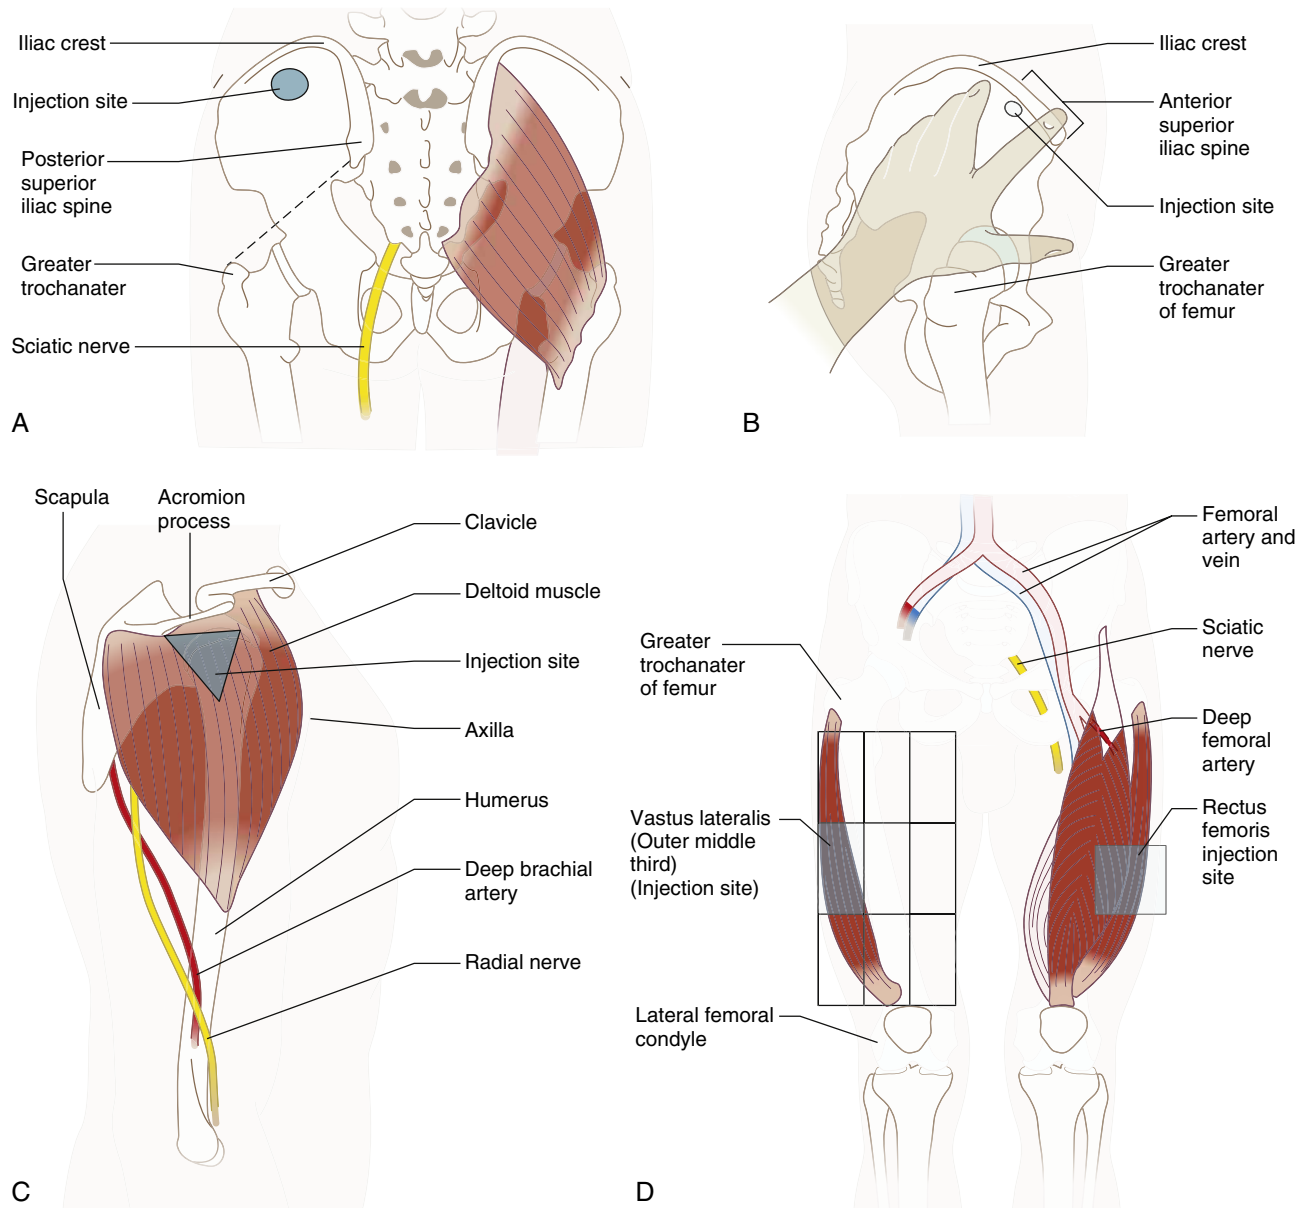 Iliac crest
Injection site
Posterior
superior
iliac spine
Greater
trochanater
Sciatic nerve
A
Iliac crest
Anterior
superior
iliac spine
Injection site
Greater
trochanater
of femur
B
Scapula
Acromion
process
Clavicle
Deltoid muscle
Injection site
Axilla
Humerus
Deep brachial
artery
Radial nerve
C
Greater
trochanater
of femur
Vastus lateralis
(Outer middle
third)
(Injection site)
Lateral femoral
condyle
Femoral
artery and
vein
Sciatic
nerve
Deep
femoral
artery
Rectus
femoris
injection
site
D